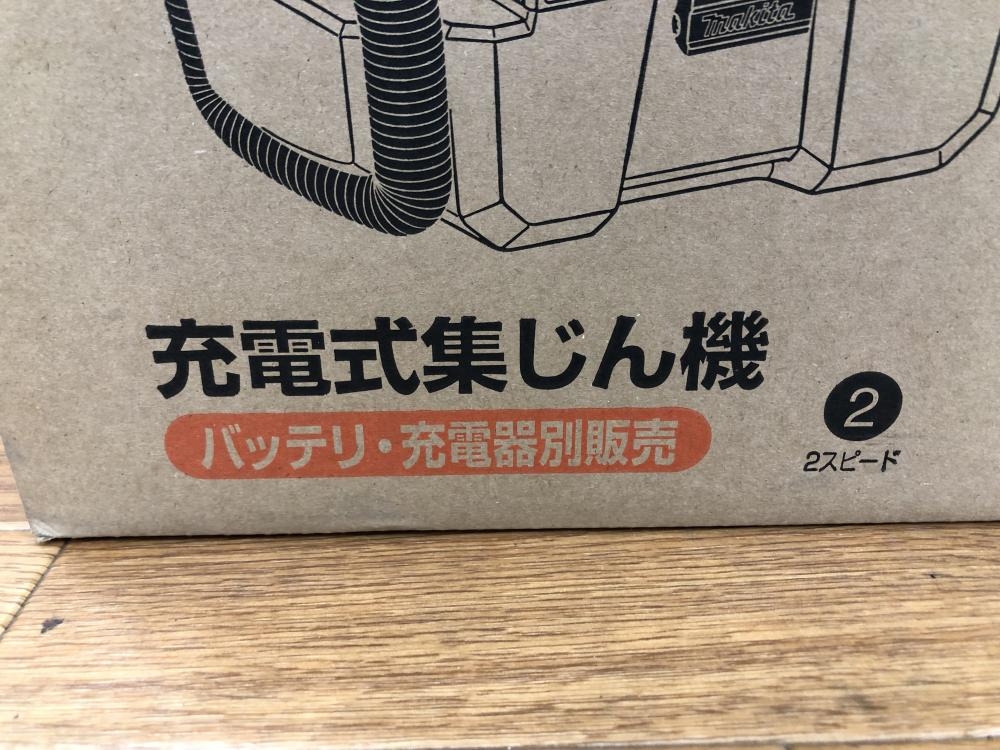 makita
充電式集じん機
バッテリ・充電器別販売
2
2スピード